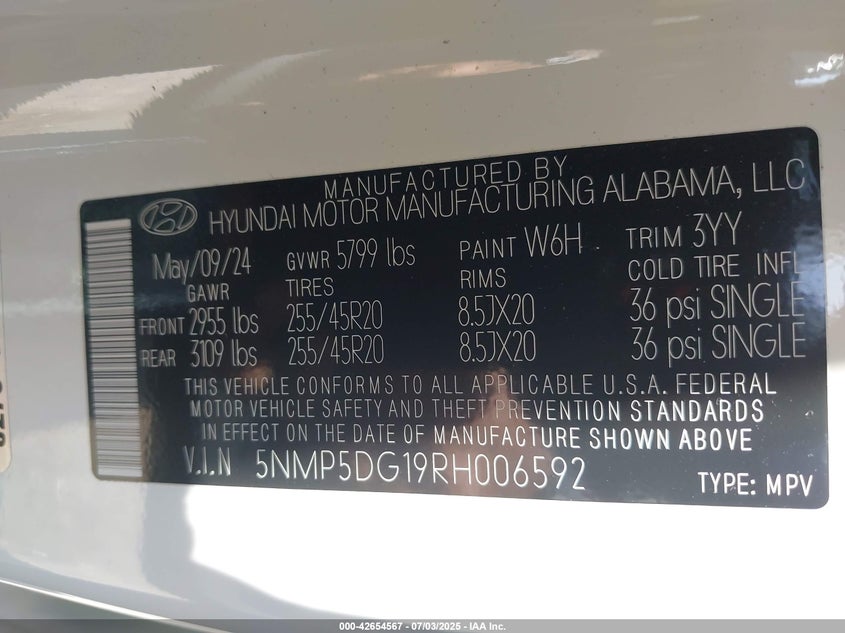 MANUFACTURED BY
HYUNDAI MOTOR MANUFACTURING ALABAMA, LLC
May/09/24 GVWR 5799 lbs PAINT W6H TRIM 3YY
GAWR TIRES RIMS COLD TIRE INFL
FRONT 2955 lbs 255/45R20 8.5JX20 36 psi SINGLE
REAR 3109 lbs 255/45R20 8.5JX20 36 psi SINGLE
THIS VEHICLE CONFORMS TO ALL APPLICABLE U.S.A. FEDERAL
MOTOR VEHICLE SAFETY AND THEFT PREVENTION STANDARDS
IN EFFECT ON THE DATE OF MANUFACTURE SHOWN ABOVE
V.I.N 5NMP5DG19RH006592 TYPE: MPV
000-42654567 - 07/03/2025 - IAA Inc.